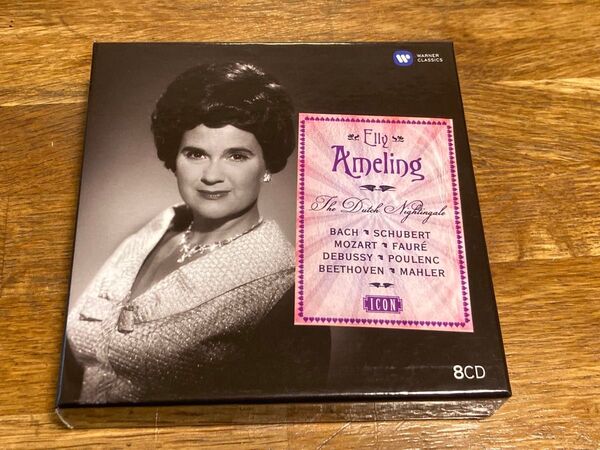 WARNER
CLASSICS
Elly
Ameling
The Dutch Nightingale
BACH SCHUBERT
MOZART FAURÉ
DEBUSSY POULENC
BEETHOVEN MAHLER
ICON
8CD